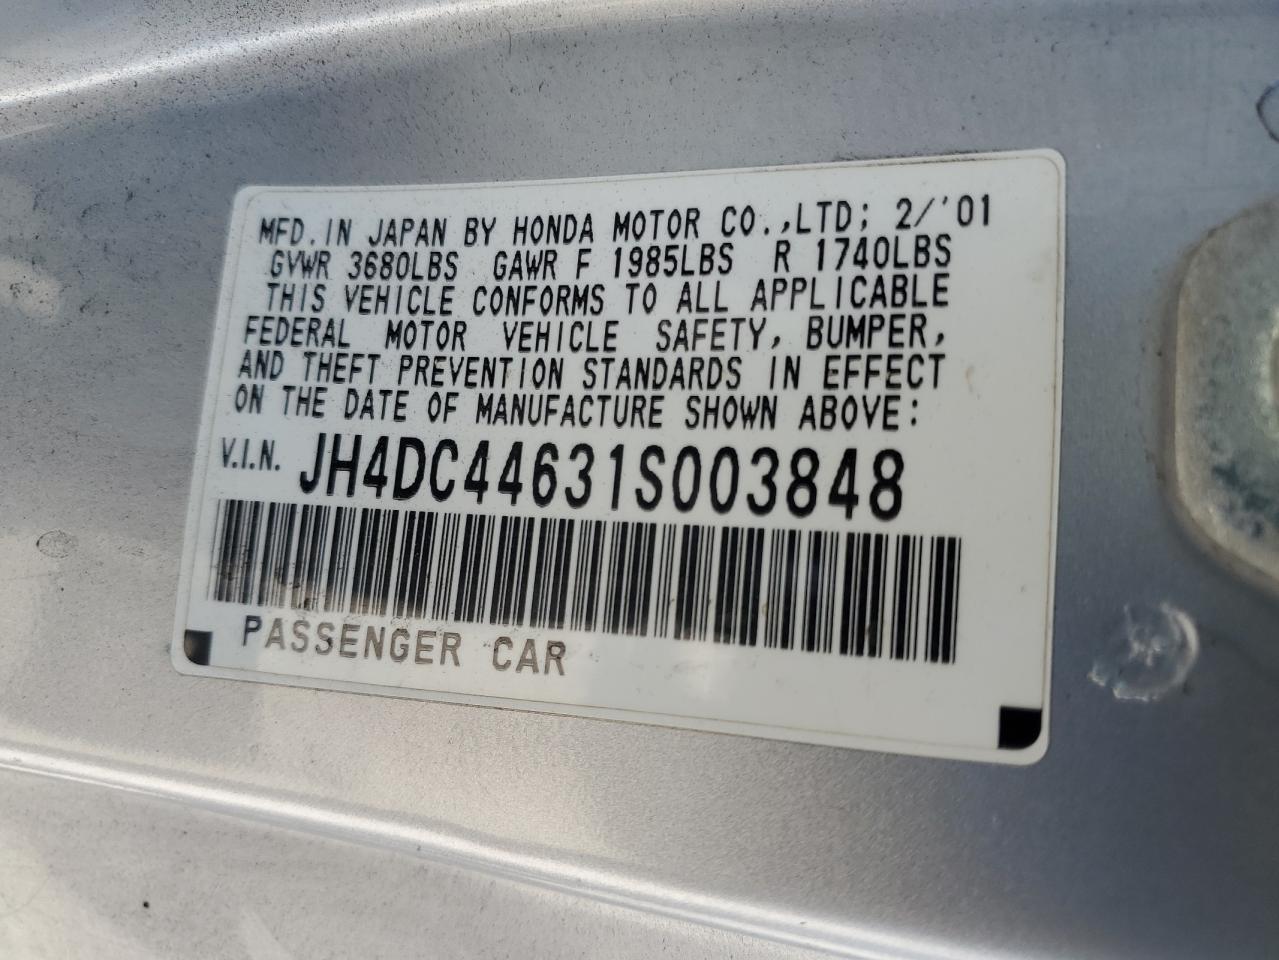 MFD. IN JAPAN BY HONDA MOTOR CO.,LTD; 2/'01
GVWR 3680LBS GAWR F 1985LBS R 1740LBS
THIS VEHICLE CONFORMS TO ALL APPLICABLE
FEDERAL MOTOR VEHICLE SAFETY, BUMPER,
AND THEFT PREVENTION STANDARDS IN EFFECT
ON THE DATE OF MANUFACTURE SHOWN ABOVE:
V.I.N. JH4DC44631S003848
PASSENGER CAR